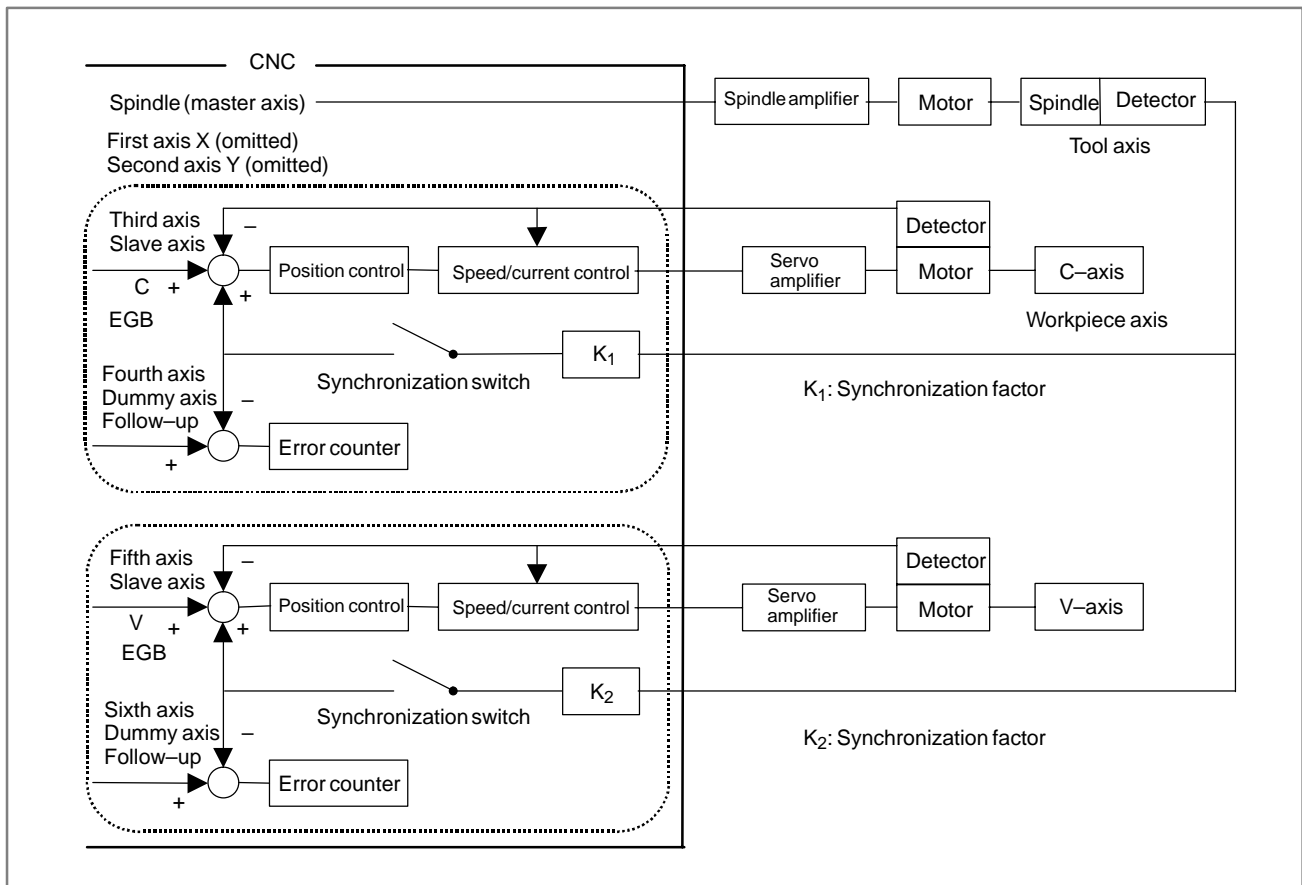 CNC
Spindle (master axis)
Spindle amplifier
Motor
Spindle
Detector
Tool axis
First axis X (omitted)
Second axis Y (omitted)
Third axis
Slave axis
–
Detector
Position control
Speed/current control
Servo
amplifier
Motor
C–axis
C
+
+
EGB
Workpiece axis
K1
Synchronization switch
K1: Synchronization factor
Fourth axis
Dummy axis
Follow–up
–
+
Error counter
Fifth axis
Slave axis
–
Detector
Position control
Speed/current control
Servo
amplifier
Motor
V–axis
V
+
+
EGB
K2
Synchronization switch
K2: Synchronization factor
Sixth axis
Dummy axis
Follow–up
–
+
Error counter